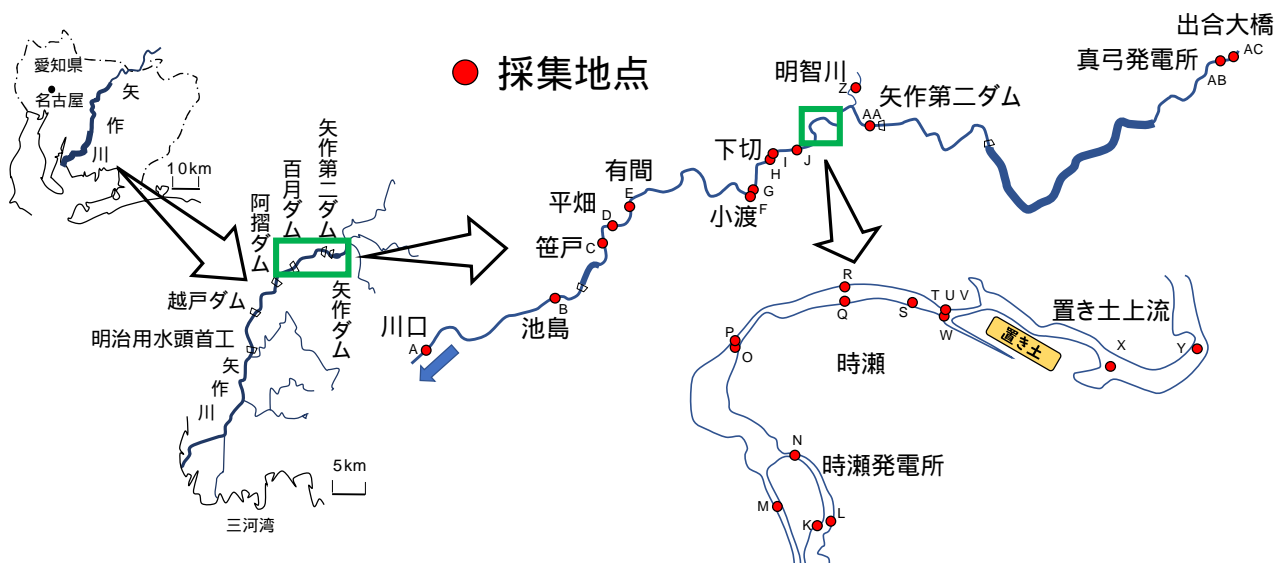 愛知県
名古屋
矢作川
10km
矢作第二ダム
百月ダム
阿摺ダム
越戸ダム
明治用水頭首工
矢作ダム
矢作川
5km
三河湾
採集地点
川口
A
池島
B
笹戸
C
平畑
D
有間
E
小渡
F
G
下切
H
I
J
明智川
Z
矢作第二ダム
AA
真弓発電所
AB
出合大橋
AC
R
Q
S
T U V
W
置き土上流
置き土
X
Y
P
O
時瀬
N
時瀬発電所
M
K
L